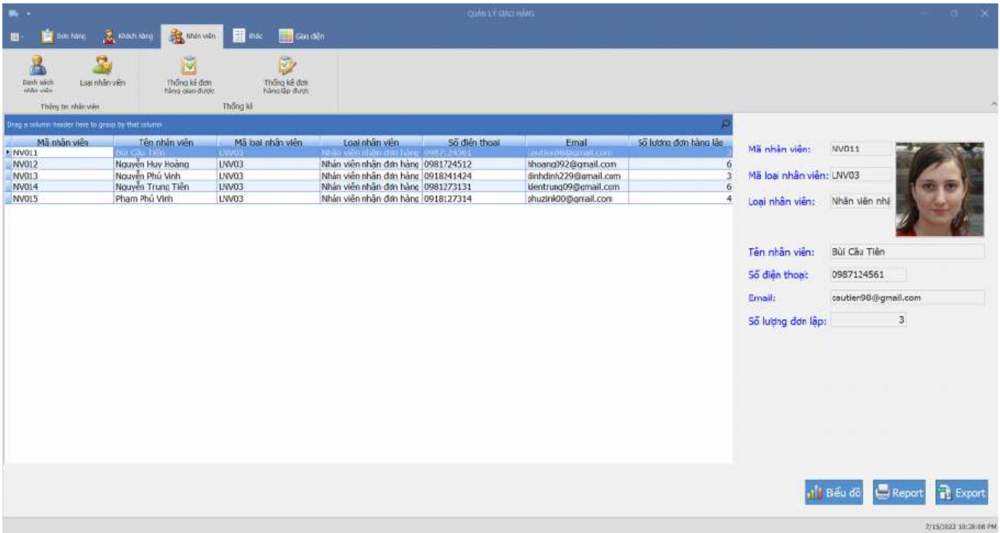 QUẢN LÝ GIAO HÀNG
Đơn hàng Khách hàng Nhân viên Khác Giao diện
Danh sách nhân viên
Loại nhân viên
Thống kê đơn hàng giao được
Thống kê đơn hàng lập được
Thông tin nhân viên Thống kê
Drag a column header here to group by that column
Mã nhân viên Tên nhân viên Mã loại nhân viên Loại nhân viên Số điện thoại Email Số lượng đơn hàng lập
NV011 Bùi Cầu Tiên LNV03 Nhân viên nhận đơn hàng 0987124561 cautien98@gmail.com 3
NV012 Nguyễn Huy Hoàng LNV03 Nhân viên nhận đơn hàng 0981724512 hhoang092@gmail.com 6
NV013 Nguyễn Phú Vinh LNV03 Nhân viên nhận đơn hàng 0918241424 dinhdinh229@gmail.com 3
NV014 Nguyễn Trung Tiên LNV03 Nhân viên nhận đơn hàng 0981273131 tientrung09@gmail.com 6
NV015 Phạm Phú Vinh LNV03 Nhân viên nhận đơn hàng 0918127314 phuzink00@gmail.com 4
Mã nhân viên: NV011
Mã loại nhân viên: LNV03
Loại nhân viên: Nhân viên nhậ
Tên nhân viên: Bùi Cầu Tiên
Số điện thoại: 0987124561
Email: cautien98@gmail.com
Số lượng đơn lập: 3
Biểu đồ Report Export
7/15/2022 10:29:08 PM